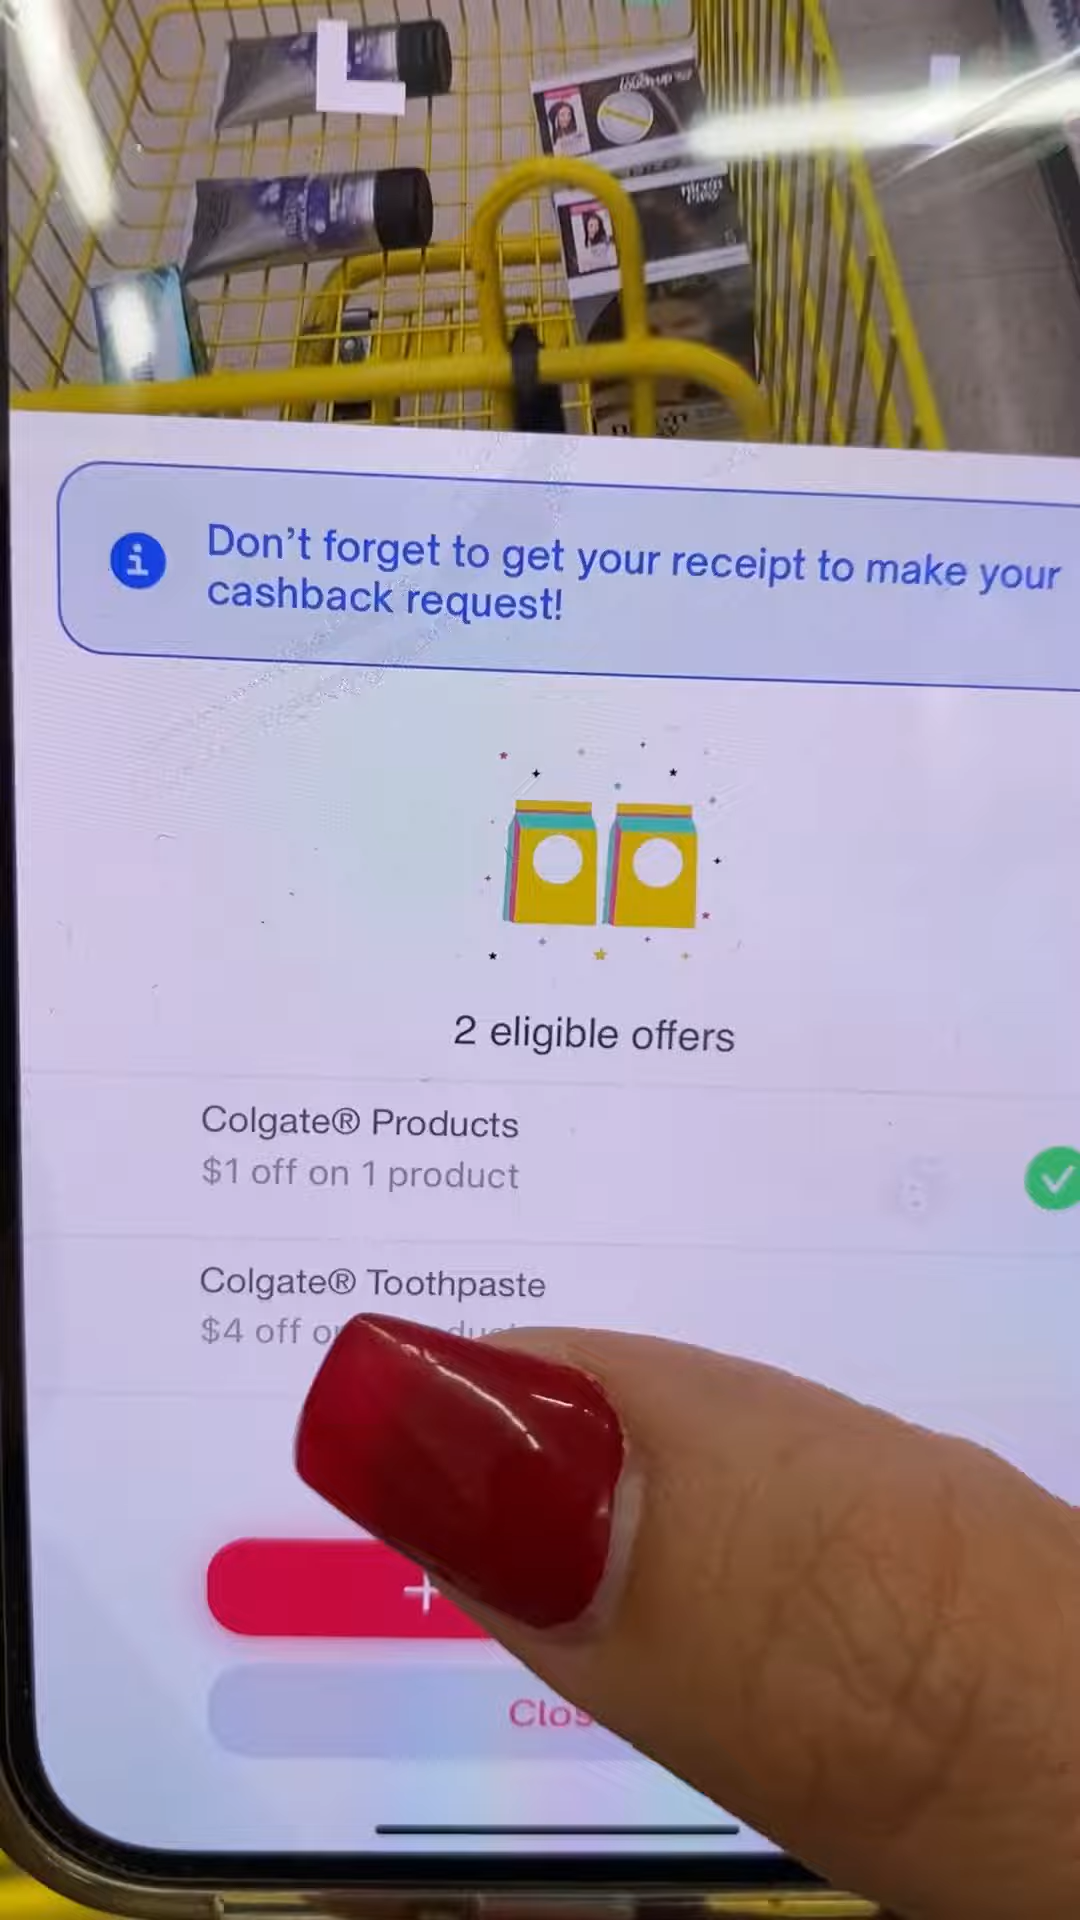 Don't forget to get your receipt to make your
cashback request!
2 eligible offers
Colgate® Products
$1 off on 1 product
Colgate® Toothpaste
$4 off
+